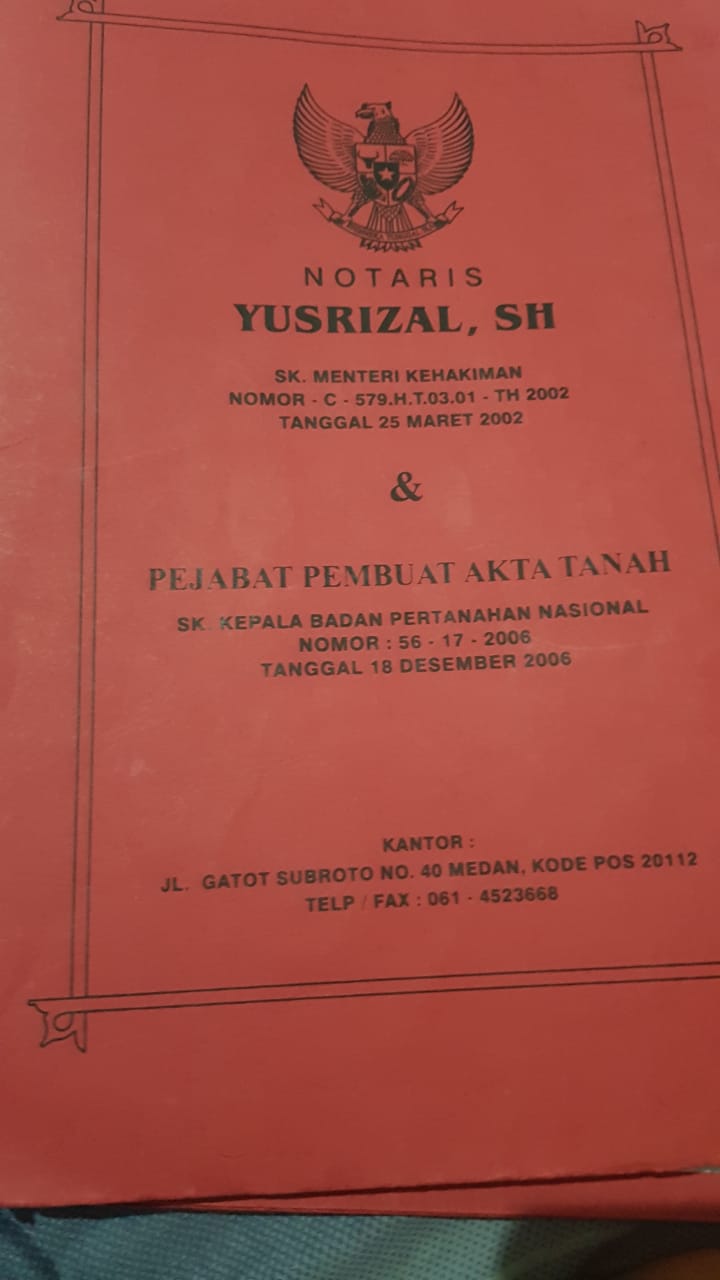 NOTARIS
YUSRIZAL, SH
SK. MENTERI KEHAKIMAN
NOMOR - C - 579.H.T.03.01 - TH 2002
TANGGAL 25 MARET 2002
&
PEJABAT PEMBUAT AKTA TANAH
SK. KEPALA BADAN PERTANAHAN NASIONAL
NOMOR : 56 - 17 - 2006
TANGGAL 18 DESEMBER 2006
KANTOR :
JL. GATOT SUBROTO NO. 40 MEDAN, KODE POS 20112
TELP / FAX : 061 - 4523668